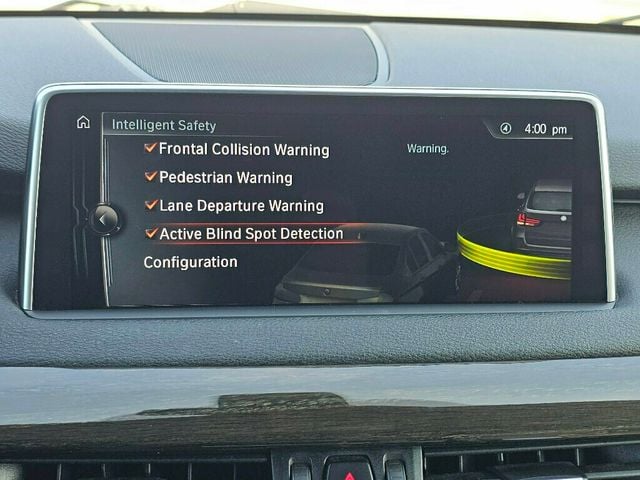 Intelligent Safety
4:00 pm
Frontal Collision Warning
Warning.
Pedestrian Warning
Lane Departure Warning
Active Blind Spot Detection
Configuration